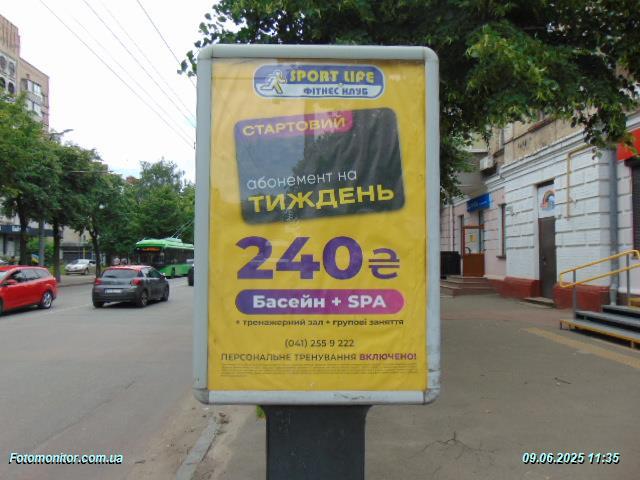 SPORT LIFE
ФІТНЕС КЛУБ
СТАРТОВИЙ
абонемент на
ТИЖДЕНЬ
240₴
Басейн + SPA
+ тренажерний зал + групові заняття
(041) 255 9 222
ПЕРСОНАЛЬНЕ ТРЕНУВАННЯ ВКЛЮЧЕНО!
Fotomonitor.com.ua
09.06.2025 11:35